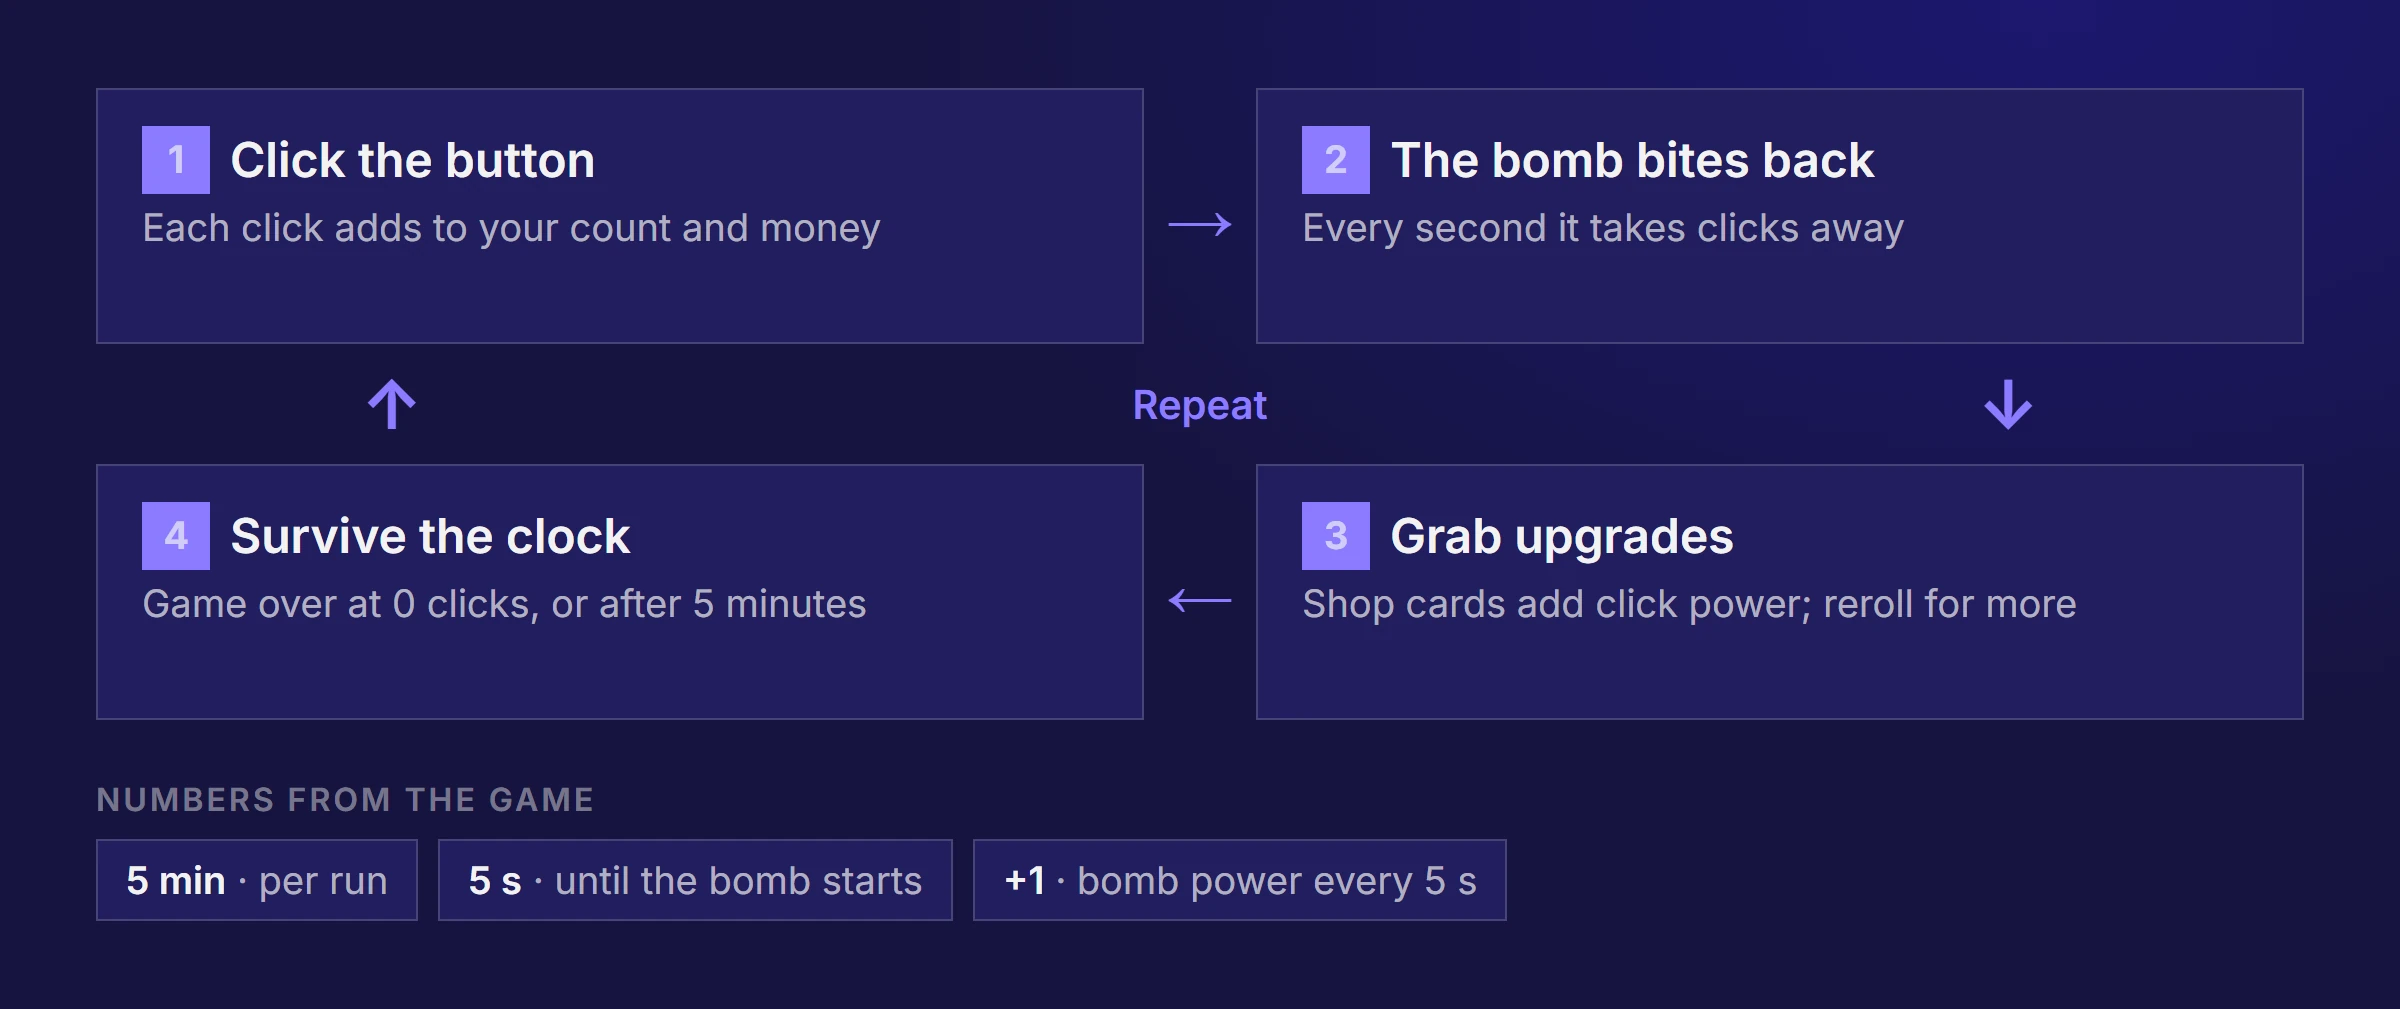 1 Click the button
Each click adds to your count and money
→
2 The bomb bites back
Every second it takes clicks away
↑
Repeat
↓
4 Survive the clock
Game over at 0 clicks, or after 5 minutes
←
3 Grab upgrades
Shop cards add click power; reroll for more
NUMBERS FROM THE GAME
5 min · per run
5 s · until the bomb starts
+1 · bomb power every 5 s